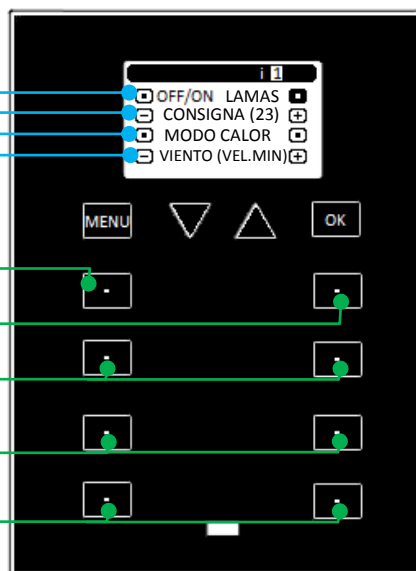 i 1
OFF/ON LAMAS
- CONSIGNA (23) +
MODO CALOR
- VIENTO (VEL.MIN) +
MENU OK